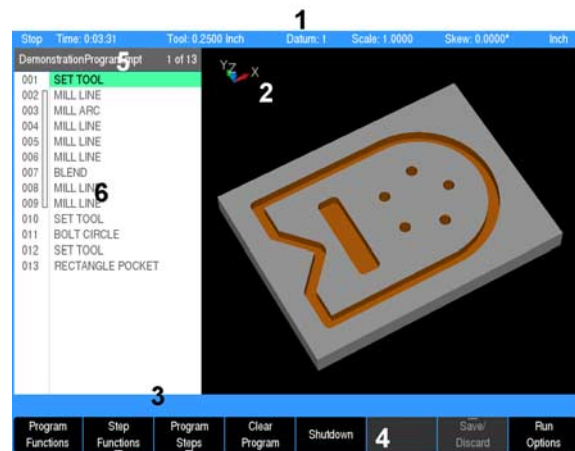 1
Stop Time: 0:03:31 Tool: 0.2500 Inch Datum: 1 Scale: 1.0000 Skew: 0.0000° Inch
DemonstrationProgram.mpt 1 of 13
5
001 SET TOOL
002 MILL LINE
003 MILL ARC
004 MILL LINE
005 MILL LINE
006 MILL LINE
007 BLEND
008 MILL LINE
009 MILL LINE
6
010 SET TOOL
011 BOLT CIRCLE
012 SET TOOL
013 RECTANGLE POCKET
Y Z X
2
3
Program Functions
Step Functions
Program Steps
Clear Program
Shutdown
4
Save/ Discard
Run Options